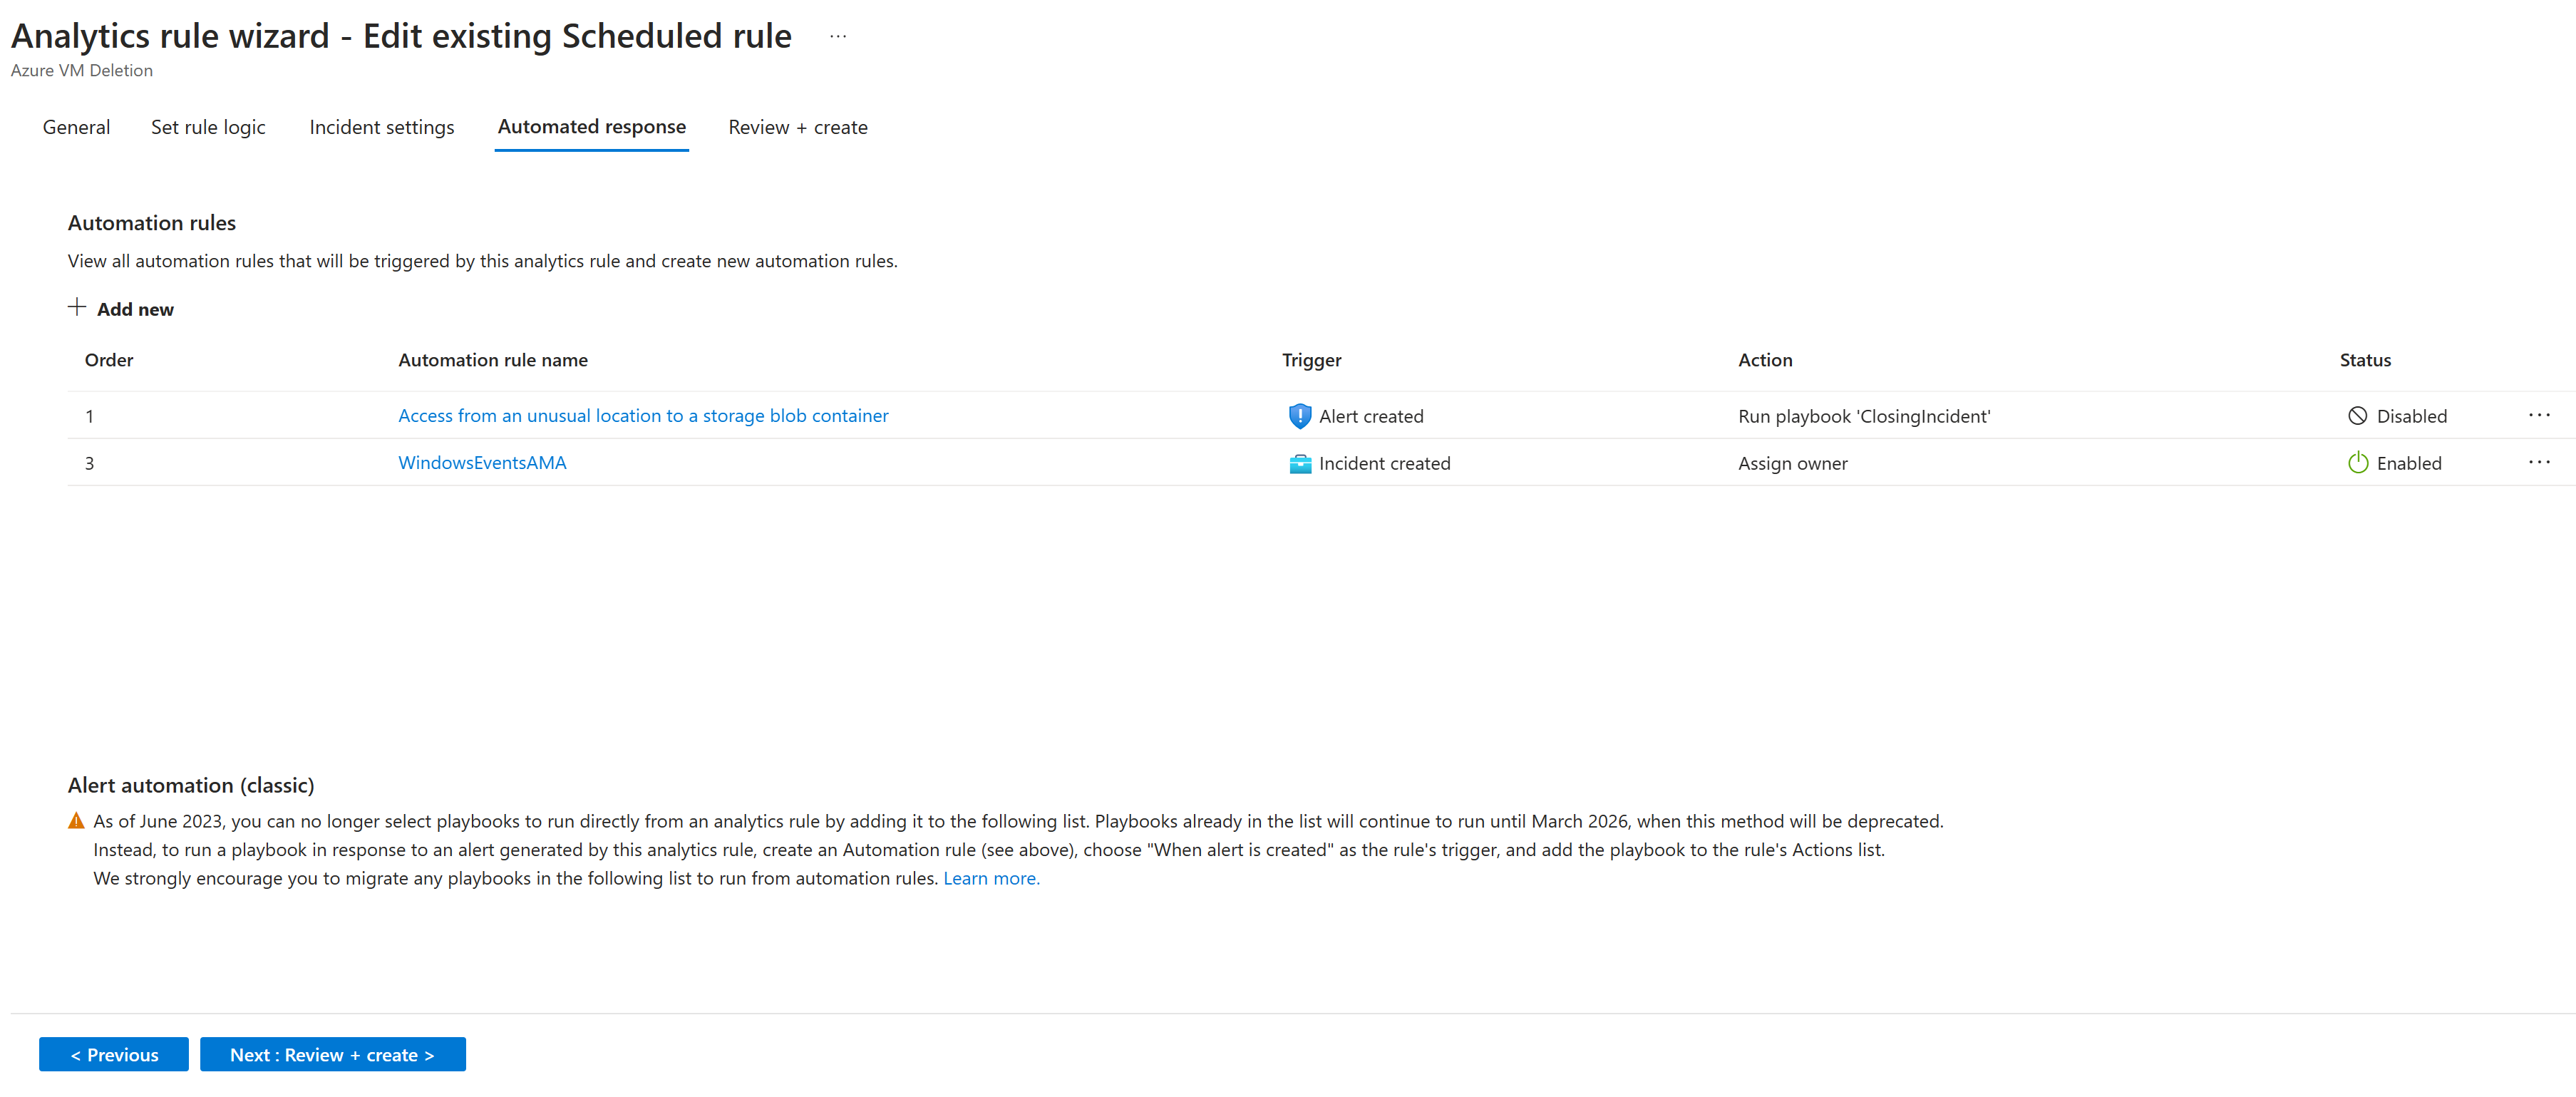 Analytics rule wizard - Edit existing Scheduled rule ...
Azure VM Deletion
General Set rule logic Incident settings Automated response Review + create
Automation rules
View all automation rules that will be triggered by this analytics rule and create new automation rules.
+ Add new
Order Automation rule name Trigger Action Status
1 Access from an unusual location to a storage blob container Alert created Run playbook 'ClosingIncident' Disabled ...
3 WindowsEventsAMA Incident created Assign owner Enabled ...
Alert automation (classic)
As of June 2023, you can no longer select playbooks to run directly from an analytics rule by adding it to the following list. Playbooks already in the list will continue to run until March 2026, when this method will be deprecated.
Instead, to run a playbook in response to an alert generated by this analytics rule, create an Automation rule (see above), choose "When alert is created" as the rule's trigger, and add the playbook to the rule's Actions list.
We strongly encourage you to migrate any playbooks in the following list to run from automation rules. Learn more.
< Previous Next : Review + create >